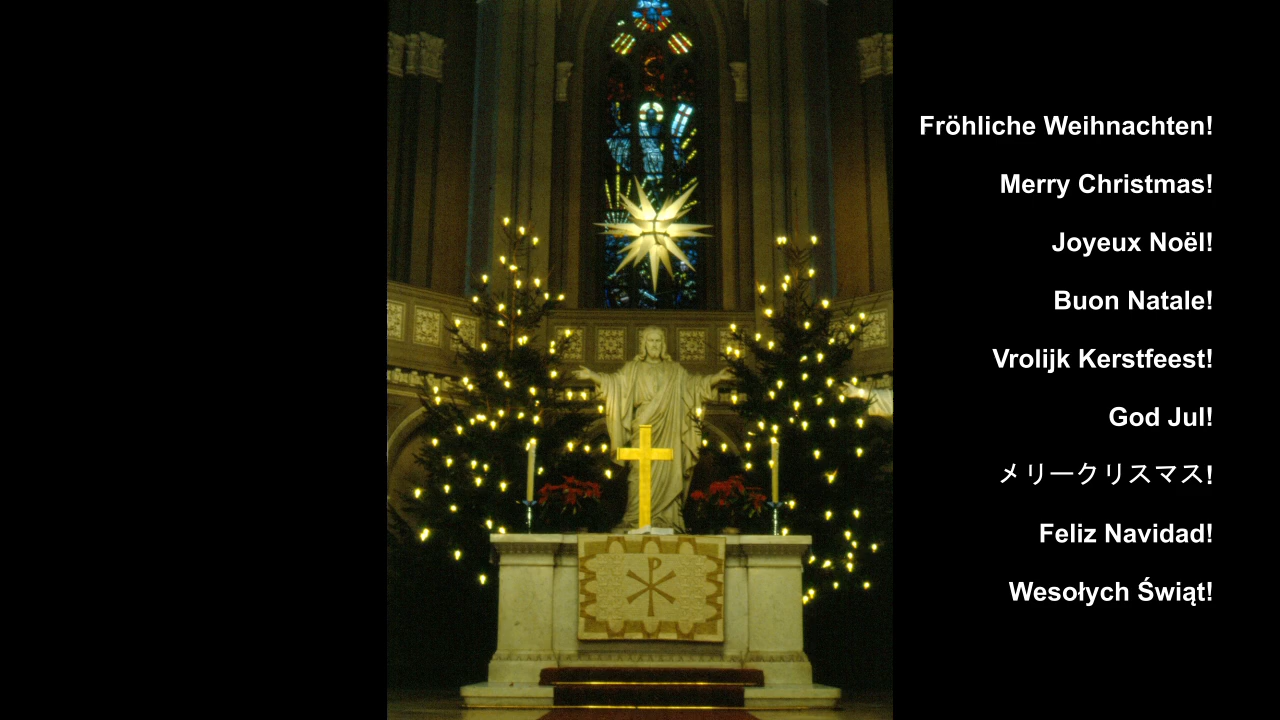 Fröhliche Weihnachten!
Merry Christmas!
Joyeux Noël!
Buon Natale!
Vrolijk Kerstfeest!
God Jul!
メリークリスマス!
Feliz Navidad!
Wesołych Świąt!